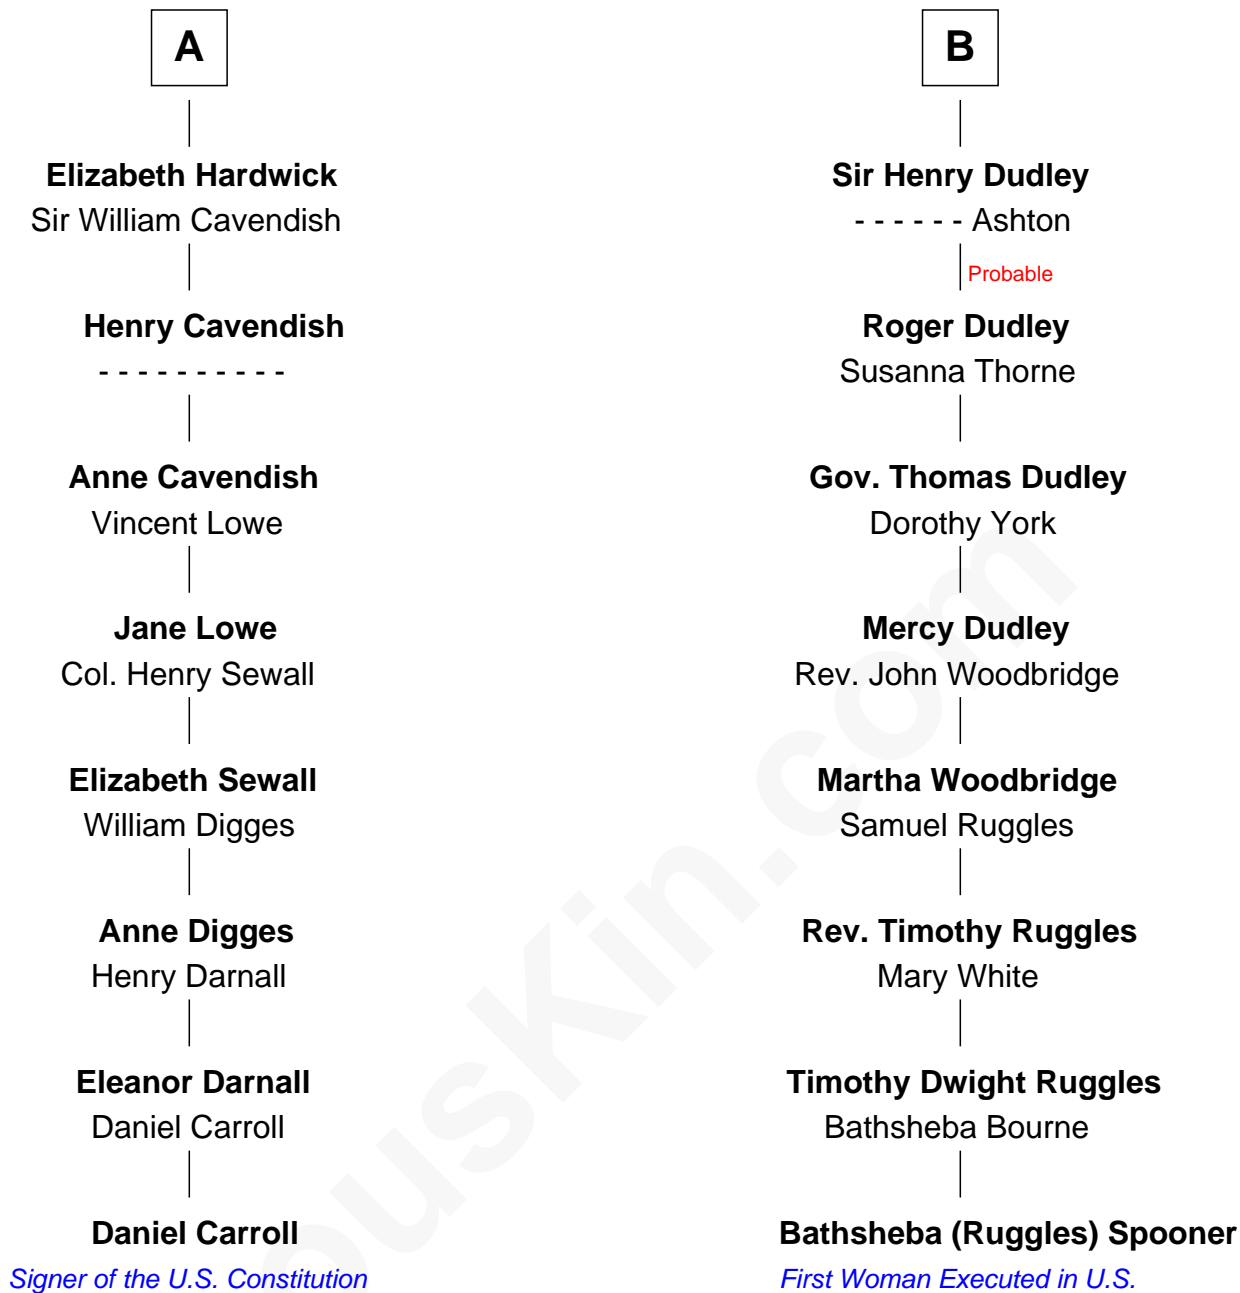 A
Elizabeth Hardwick
Sir William Cavendish
Henry Cavendish
- - - - - - - - - -
Anne Cavendish
Vincent Lowe
Jane Lowe
Col. Henry Sewall
Elizabeth Sewall
William Digges
Anne Digges
Henry Darnall
Eleanor Darnall
Daniel Carroll
Daniel Carroll
Signer of the U.S. Constitution
B
Sir Henry Dudley
- - - - - - Ashton
Probable
Roger Dudley
Susanna Thorne
Gov. Thomas Dudley
Dorothy York
Mercy Dudley
Rev. John Woodbridge
Martha Woodbridge
Samuel Ruggles
Rev. Timothy Ruggles
Mary White
Timothy Dwight Ruggles
Bathsheba Bourne
Bathsheba (Ruggles) Spooner
First Woman Executed in U.S.
ousKin.com